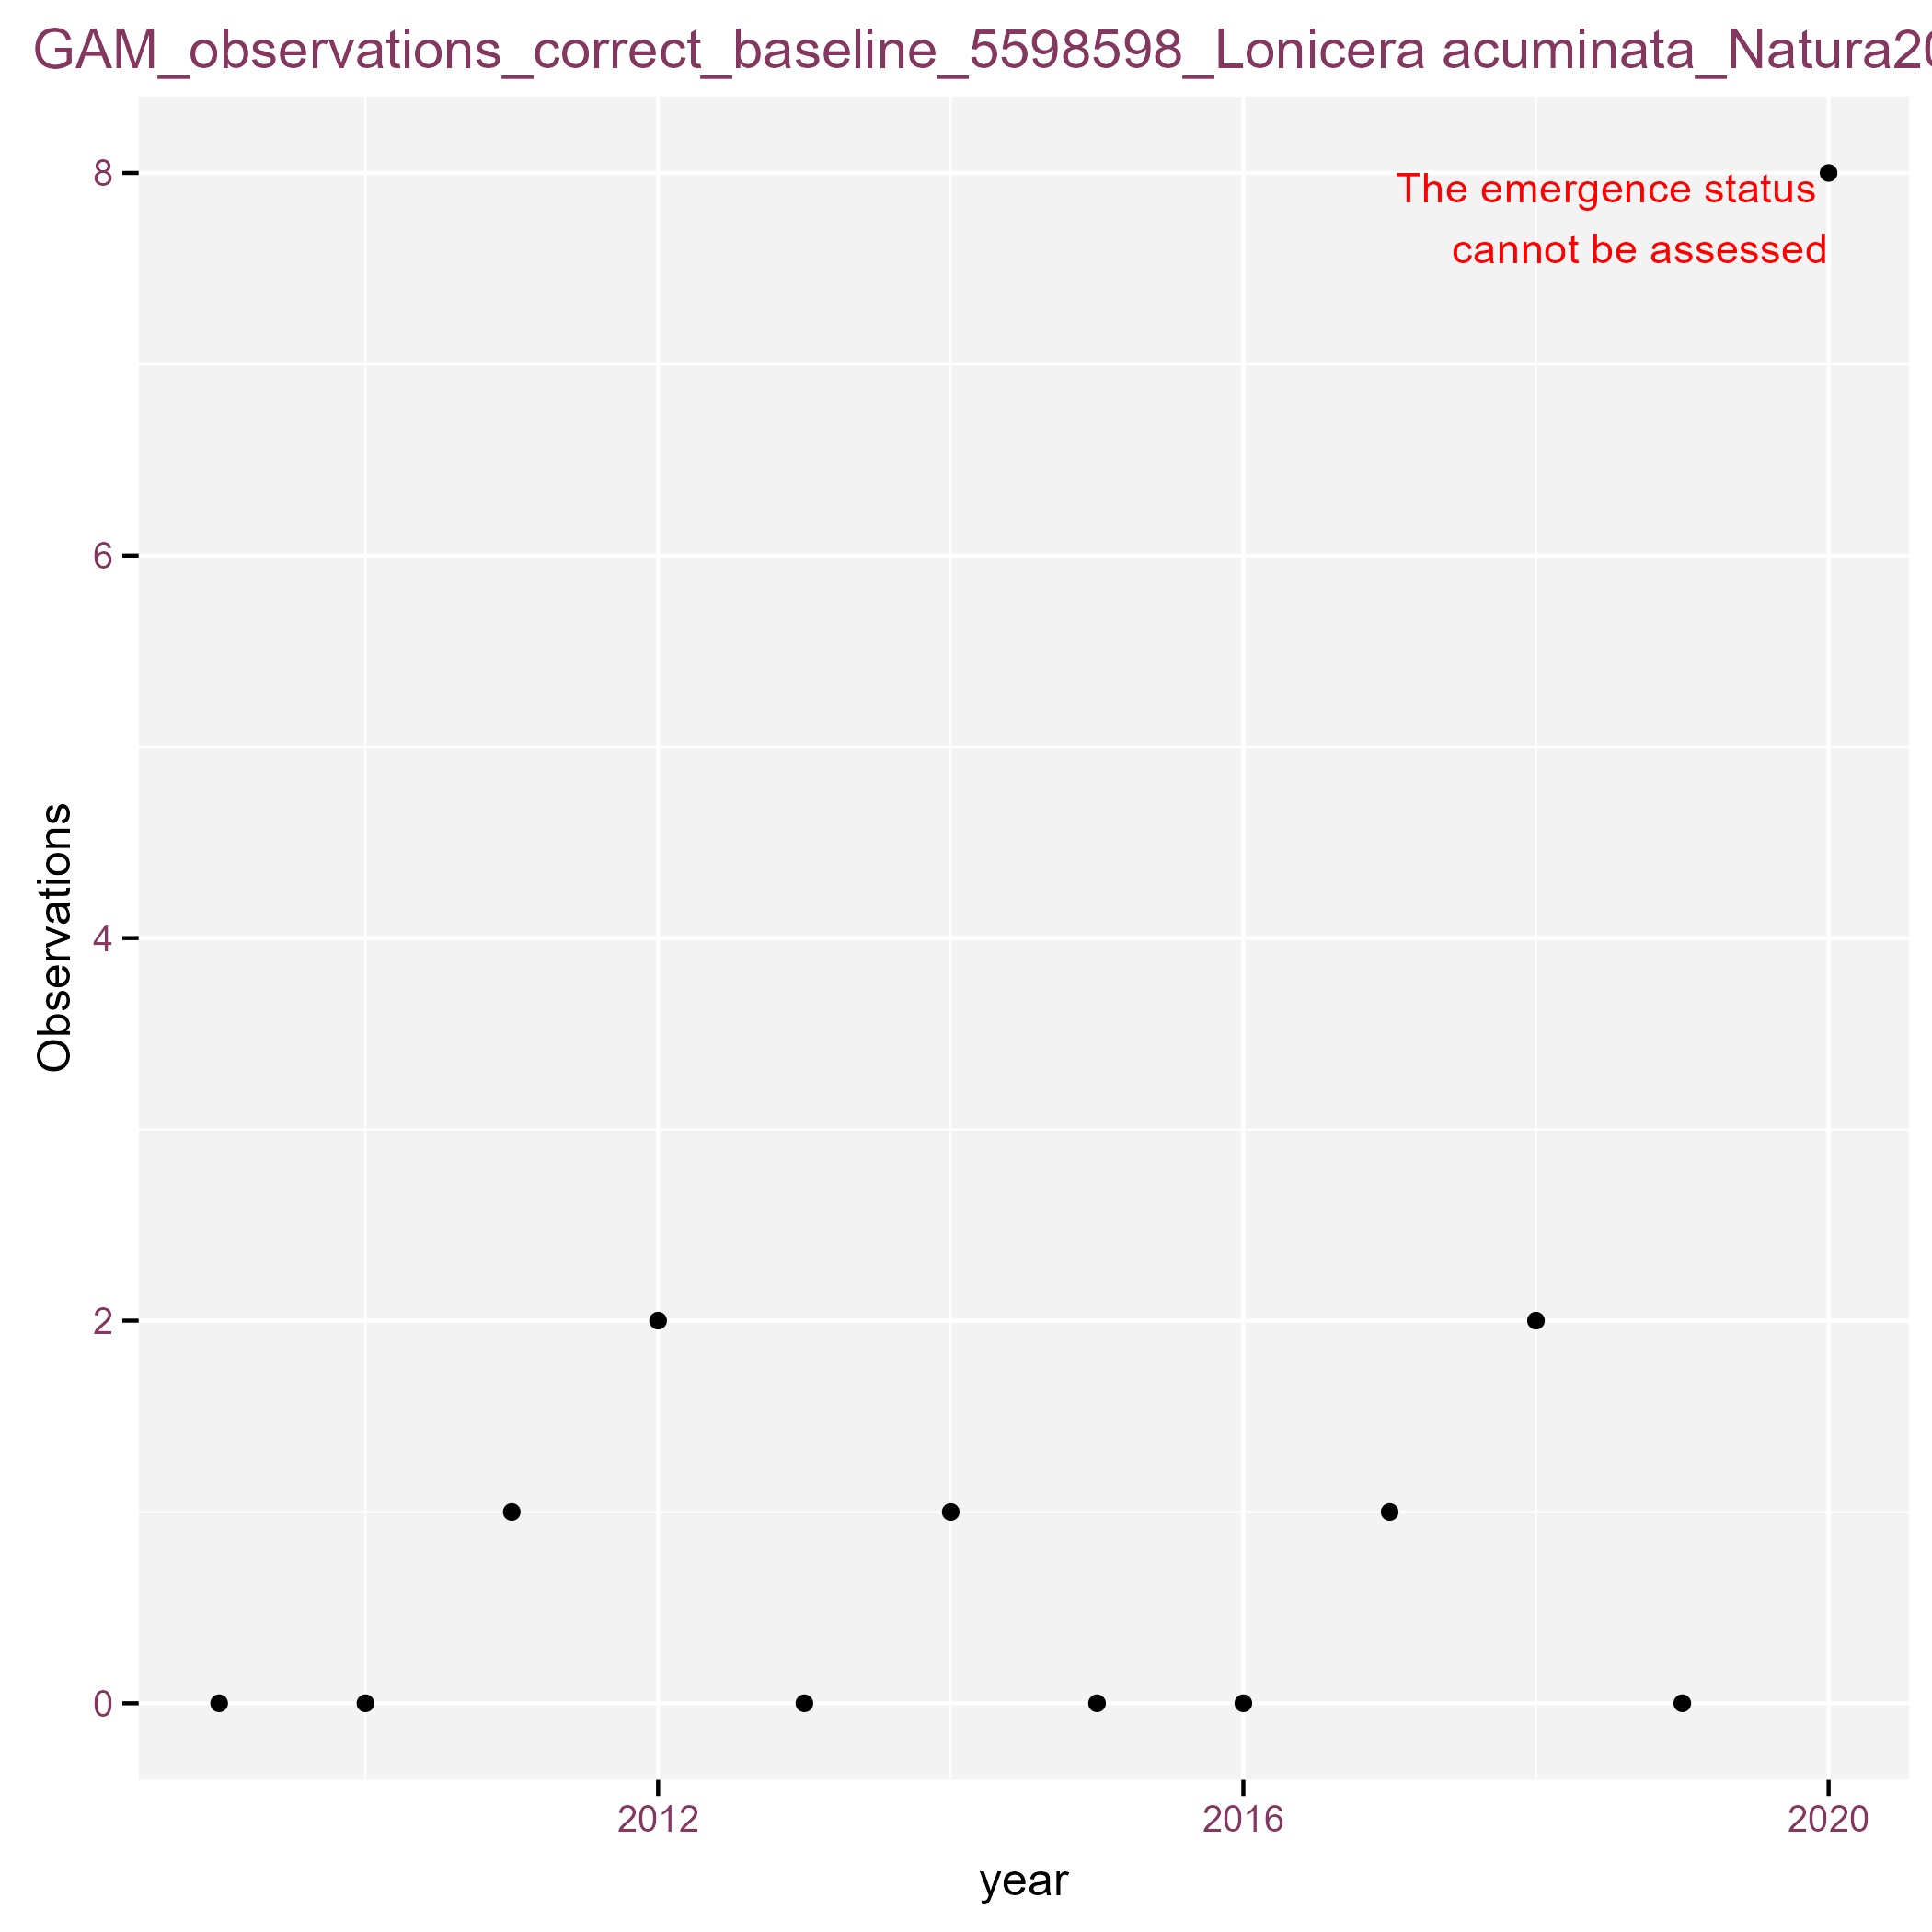 GAM_observations_correct_baseline_5598598_Lonicera acuminata_Natura20
8
The emergence status
cannot be assessed
6
Observations
4
2
0
2012
2016
2020
year